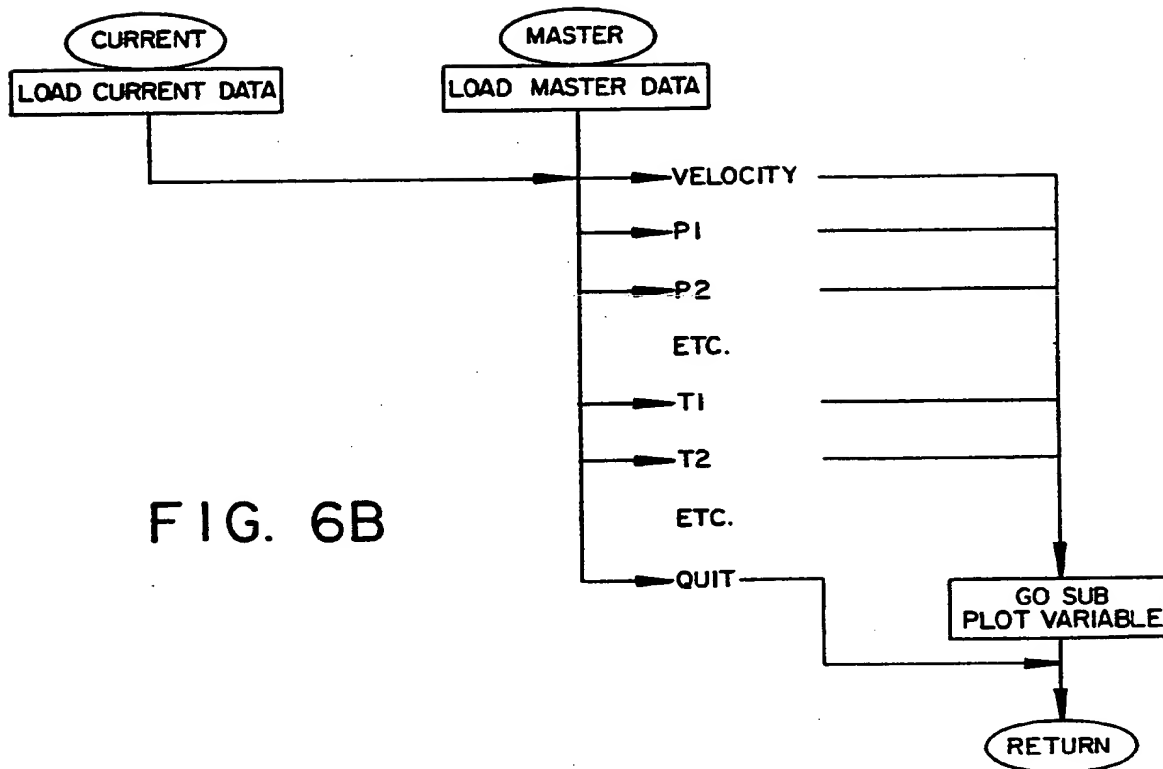 CURRENT
LOAD CURRENT DATA
MASTER
LOAD MASTER DATA
VELOCITY
P1
P2
ETC.
T1
T2
ETC.
QUIT
GO SUB
PLOT VARIABLE
RETURN
FIG. 6B